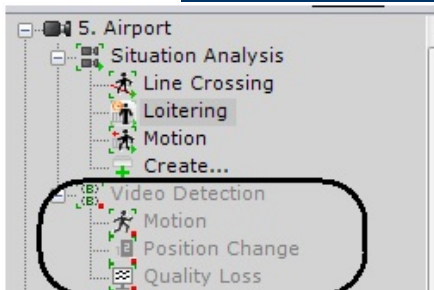 5. Airport
Situation Analysis
Line Crossing
Loitering
Motion
Create...
Video Detection
Motion
Position Change
Quality Loss